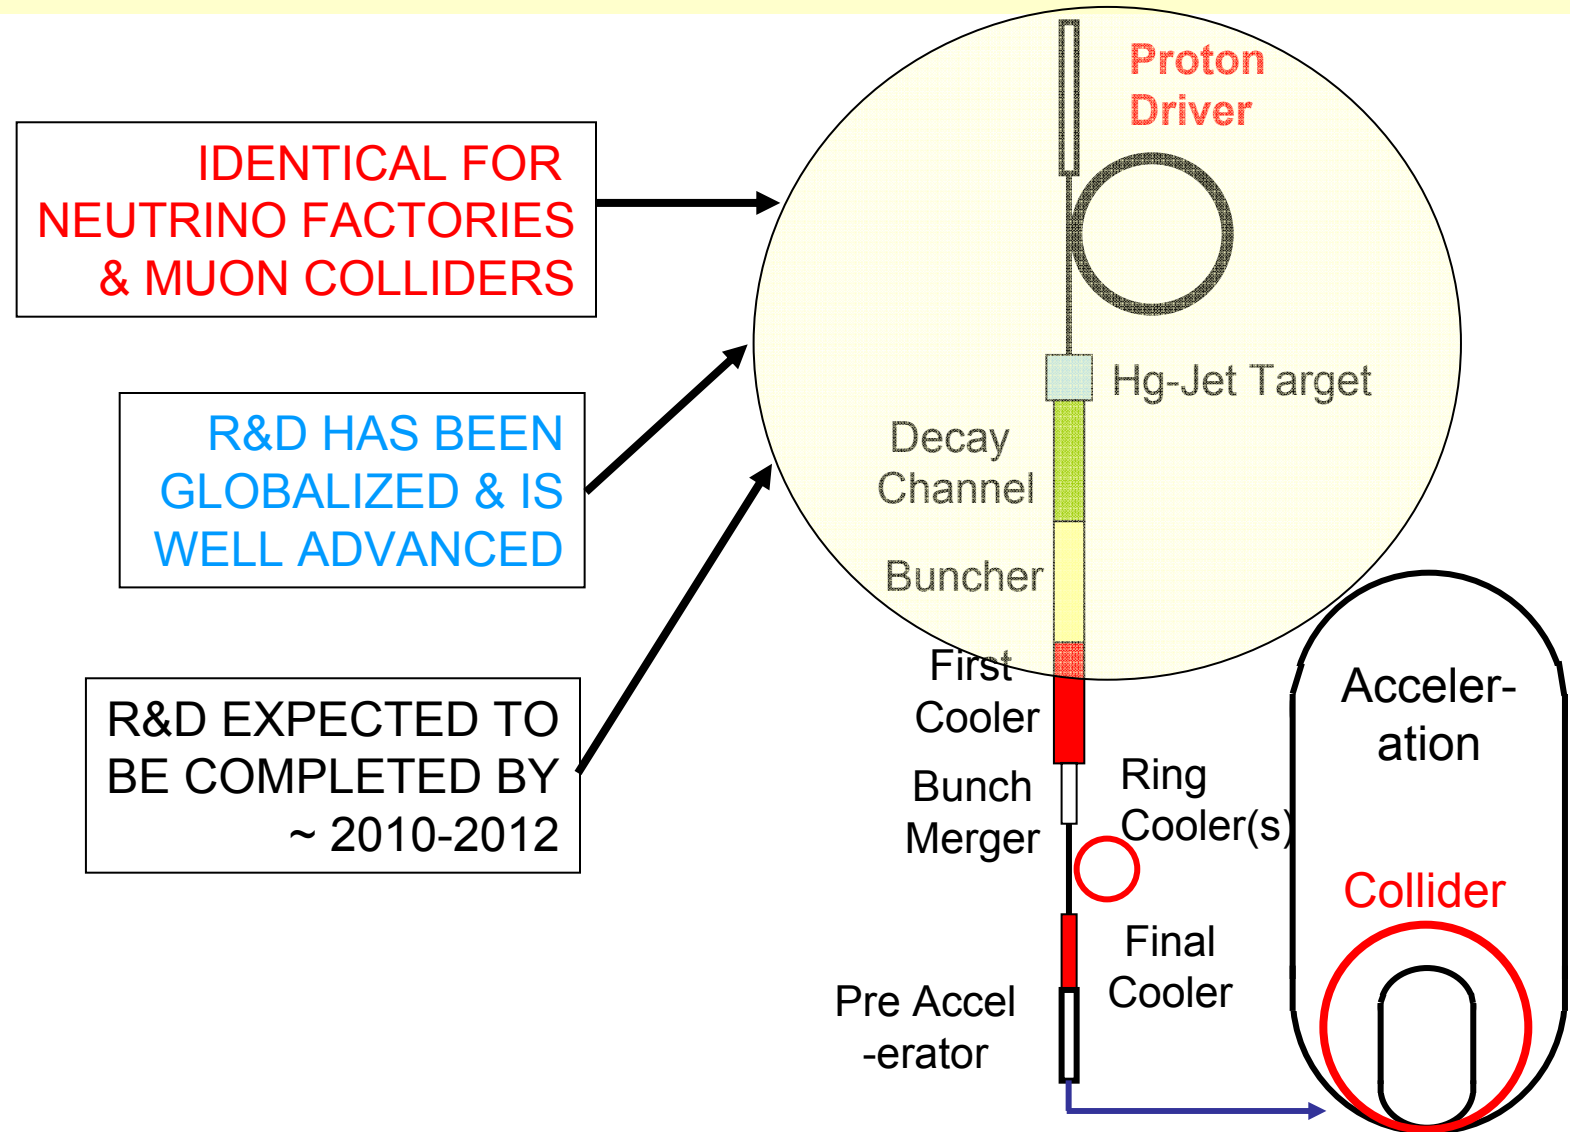 Proton
Driver
IDENTICAL FOR
NEUTRINO FACTORIES
& MUON COLLIDERS
Hg-Jet Target
R&D HAS BEEN
GLOBALIZED & IS
WELL ADVANCED
Decay
Channel
Buncher
First
Cooler
R&D EXPECTED TO
BE COMPLETED BY
~ 2010-2012
Bunch
Merger
Ring
Cooler(s)
Acceler-
ation
Collider
Final
Cooler
Pre Accel
-erator